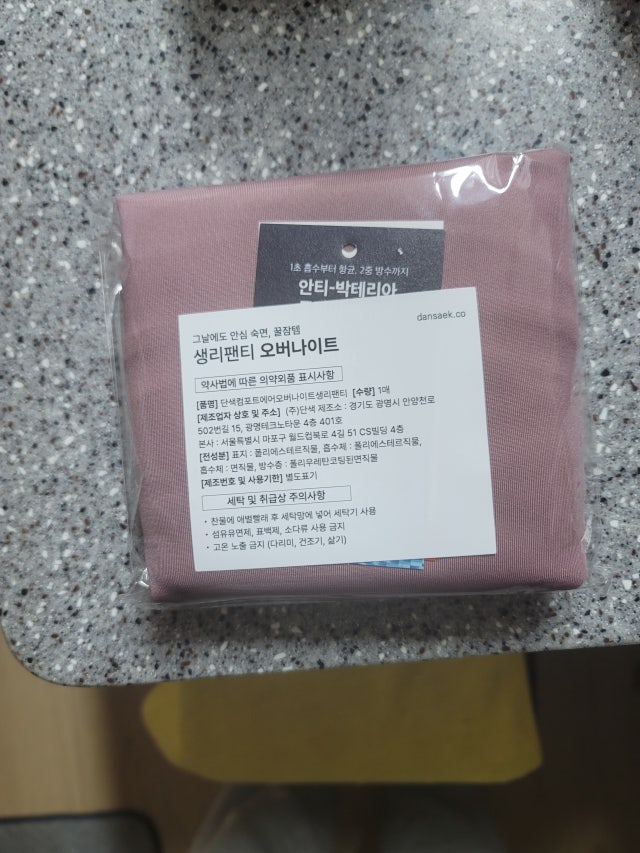 1초 흡수부터 항균, 2중 방수까지
안티-박테리아
dansaek.co
그날에도 안심 숙면, 꿀잠템
생리팬티 오버나이트
약사법에 따른 의약외품 표시사항
[품명] 단색컴포트에어오버나이트생리팬티 [수량] 1매
[제조업자 상호 및 주소] (주)단색 제조소 : 경기도 광명시 안양천로
502번길 15, 광명테크노타운 4층 401호
본사 : 서울특별시 마포구 월드컵북로 4길 51 CS빌딩 4층
[전성분] 표지 : 폴리에스테르직물, 흡수체 : 폴리에스테르직물,
흡수체 : 면직물, 방수층 : 폴리우레탄코팅된면직물
[제조번호 및 사용기한] 별도표기
세탁 및 취급상 주의사항
· 찬물에 애벌빨래 후 세탁망에 넣어 세탁기 사용
· 섬유유연제, 표백제, 소다류 사용 금지
· 고온 노출 금지 (다리미, 건조기, 삶기)